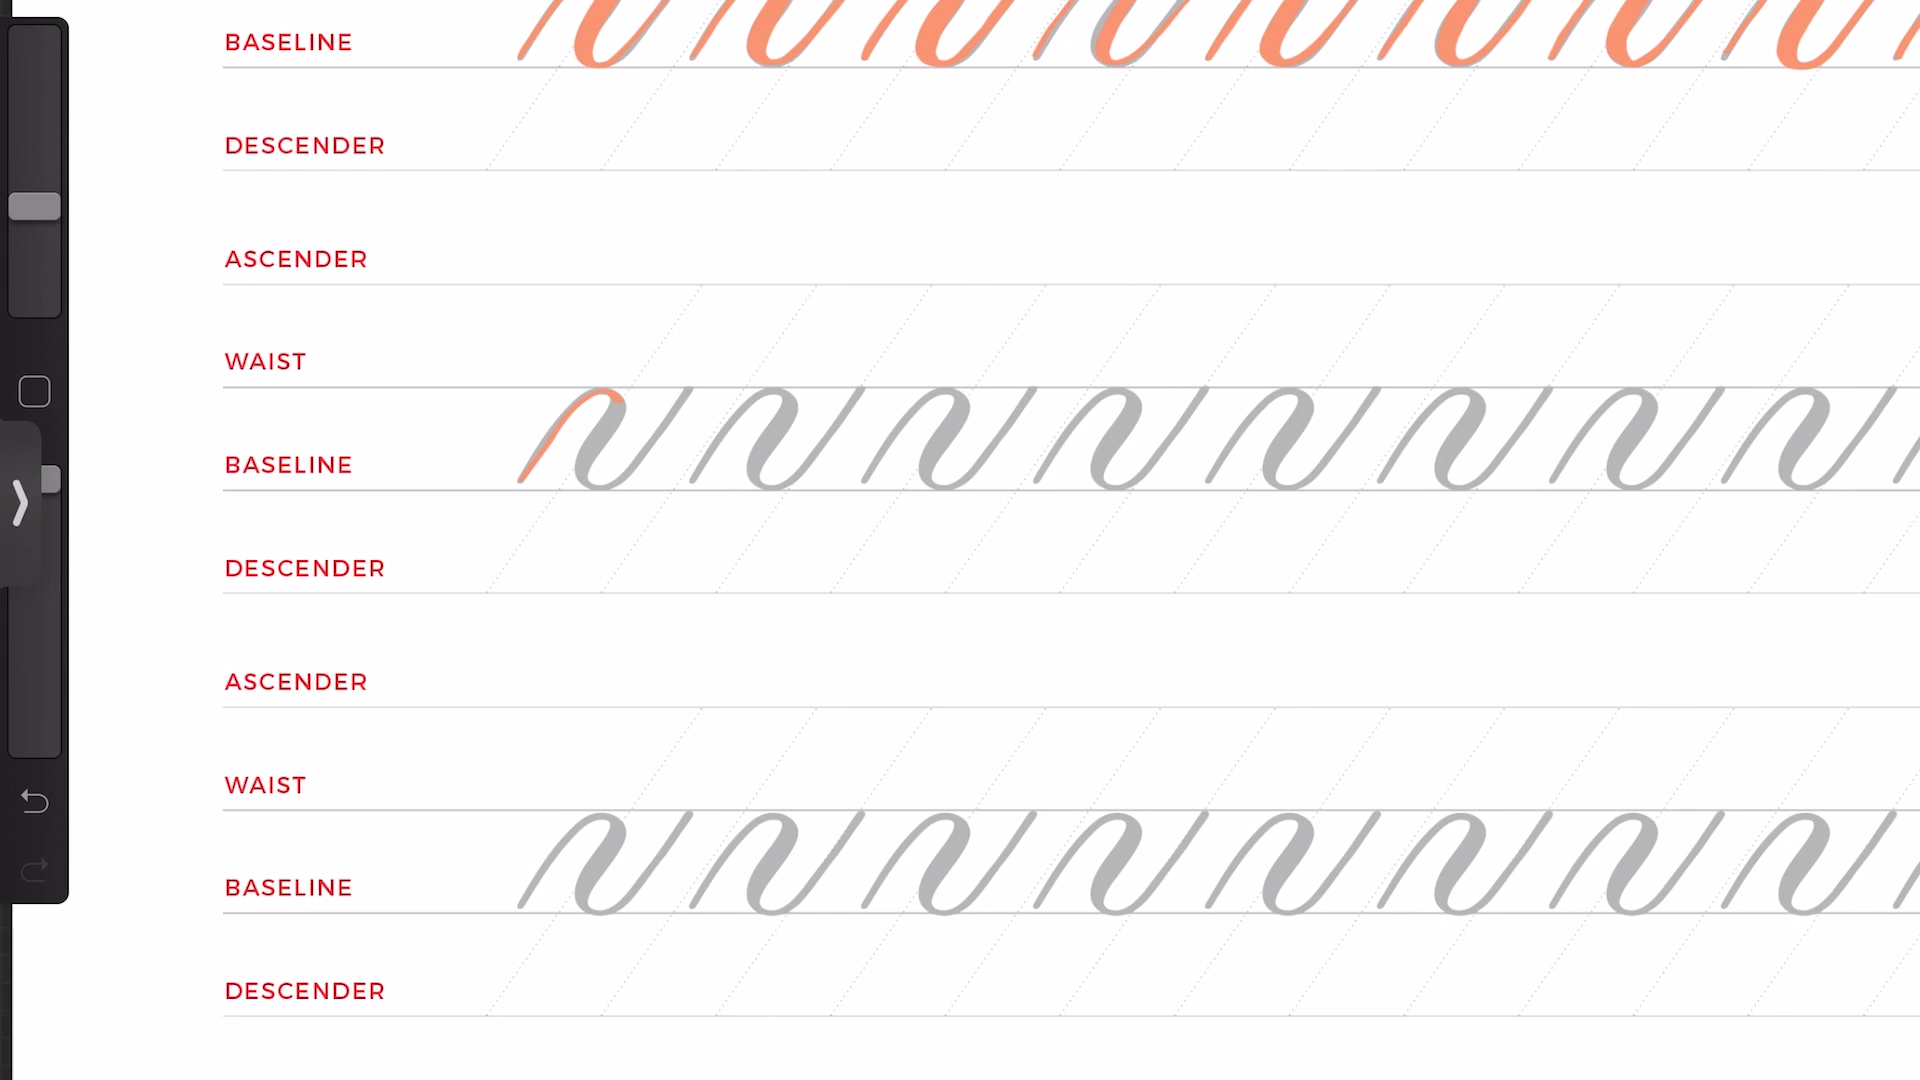 BASELINE
DESCENDER
ASCENDER
WAIST
BASELINE
DESCENDER
ASCENDER
WAIST
BASELINE
DESCENDER